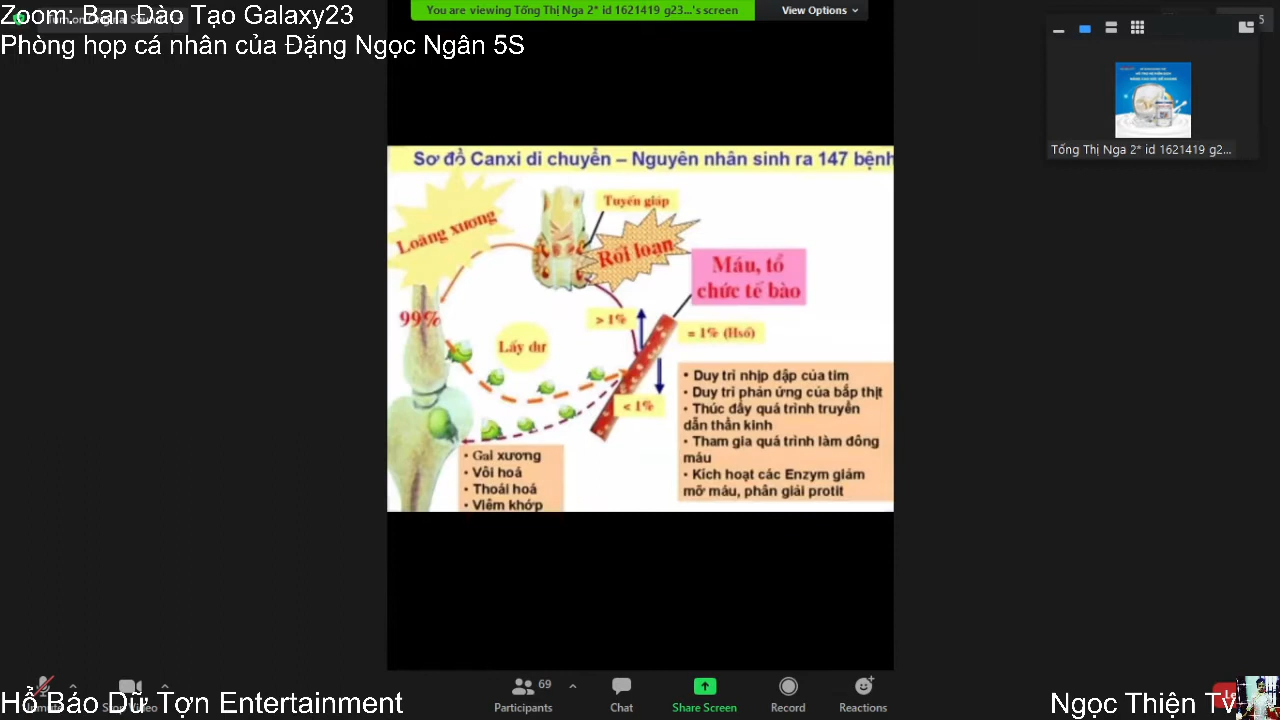 Zoom: Ban Đào Tạo Galaxy23
Phòng họp cá nhân của Đặng Ngọc Ngân 5S
You are viewing Tống Thị Nga 2* id 1621419 g23...'s screen
View Options
Tống Thị Nga 2* id 1621419 g2...
Sơ đồ Canxi di chuyển – Nguyên nhân sinh ra 147 bệnh
Loãng xương
Tuyến giáp
Rối loạn
Máu, tổ
chức tế bào
99%
> 1%
= 1% (Hsố)
Lấy dư
< 1%
• Duy trì nhịp đập của tim
• Duy trì phản ứng của bắp thịt
• Thúc đẩy quá trình truyền
dẫn thần kinh
• Tham gia quá trình làm đông
máu
• Kích hoạt các Enzym giảm
mỡ máu, phân giải protit
• Gai xương
• Vôi hoá
• Thoái hoá
• Viêm khớp
69
Participants
Chat
Share Screen
Record
Reactions
Hổ Báo Dữ Tợn Entertainment
Ngọc Thiện Tv